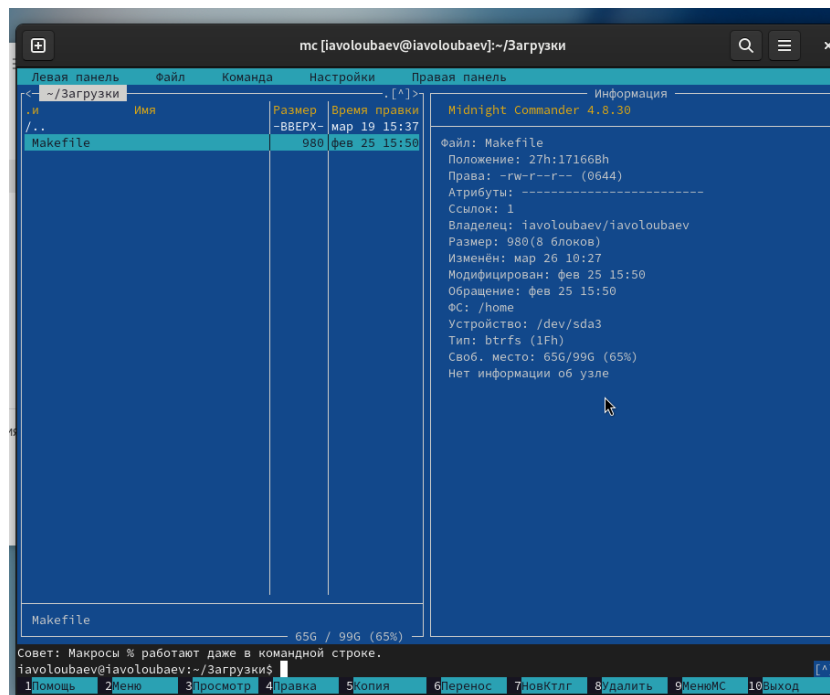 mc [iavoloubaev@iavoloubaev]:~/Загрузки
Левая панель Файл Команда Настройки Правая панель
<— ~/Загрузки .[^]>
.и Имя Размер Время правки
/.. -ВВЕРХ- мар 19 15:37
Makefile 980 фев 25 15:50
Makefile
65G / 99G (65%)
Информация
Midnight Commander 4.8.30
Файл: Makefile
Положение: 27h:17166Bh
Права: -rw-r--r-- (0644)
Атрибуты: -------------------------
Ссылок: 1
Владелец: iavoloubaev/iavoloubaev
Размер: 980(8 блоков)
Изменён: мар 26 10:27
Модифицирован: фев 25 15:50
Обращение: фев 25 15:50
ФС: /home
Устройство: /dev/sda3
Тип: btrfs (1Fh)
Своб. место: 65G/99G (65%)
Нет информации об узле
Совет: Макросы % работают даже в командной строке.
iavoloubaev@iavoloubaev:~/Загрузки$ [^
1Помощь 2Меню 3Просмотр 4Правка 5Копия 6Перенос 7НовКтлг 8Удалить 9МенюМС 10Выход